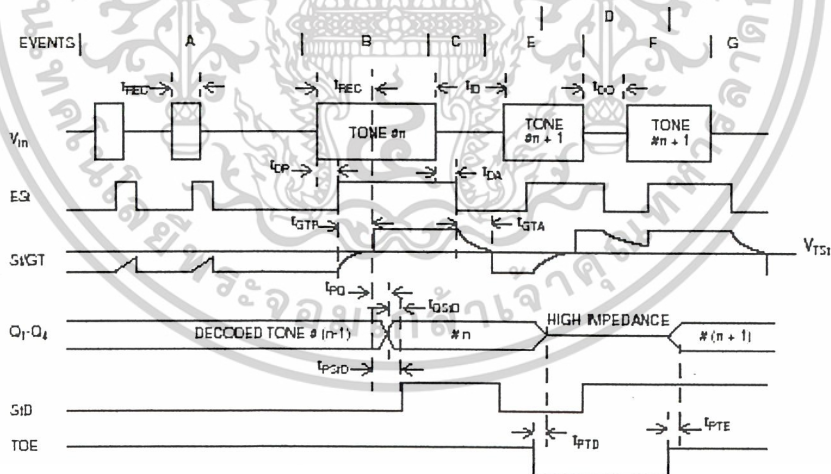 EVENTS
A
B
C
D
E
F
G
tREC
tREC
tID
tDO
Vin
TONE #n
TONE #n + 1
TONE #n + 1
tDP
tDA
ESt
tGTP
tGTA
St/GT
VTSt
tPQ
tQStD
Q1-Q4
DECODED TONE # (n-1)
# n
HIGH IMPEDANCE
# (n + 1)
tPStD
StD
tPTD
tPTE
TOE